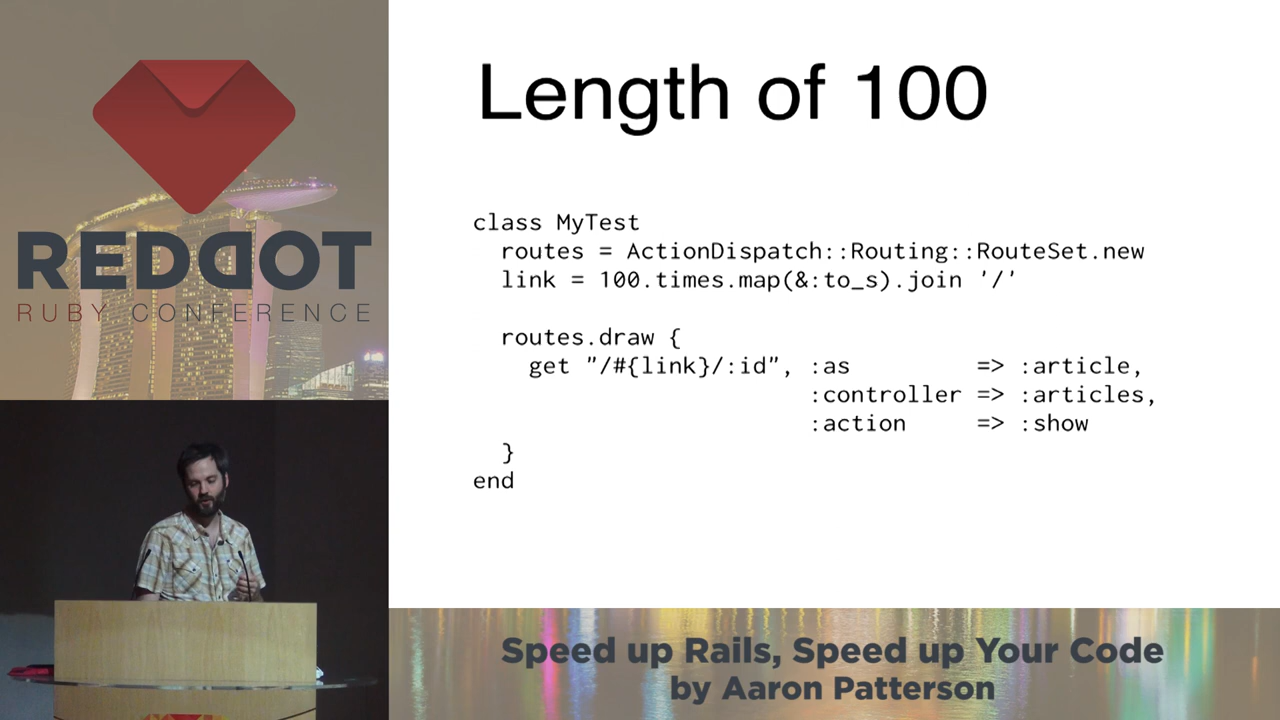 REDDOT
RUBY CONFERENCE
Length of 100
class MyTest
  routes = ActionDispatch::Routing::RouteSet.new
  link = 100.times.map(&:to_s).join '/'
  routes.draw {
    get "/#{link}/:id", :as         => :article,
                        :controller => :articles,
                        :action     => :show
  }
end
Speed up Rails, Speed up Your Code
by Aaron Patterson